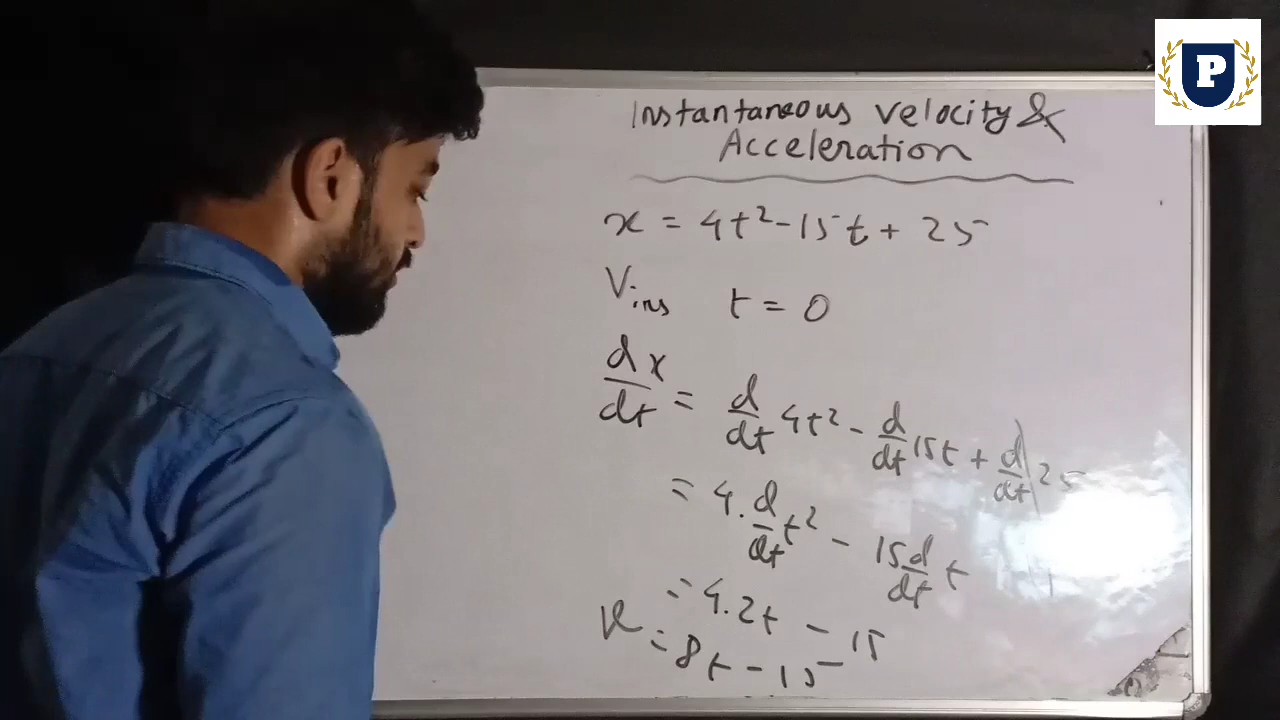 P
Instantaneous Velocity &
Acceleration
x = 4t² - 15t + 25
V ins t = 0
dx/dt = d/dt 4t² - d/dt 15t + d/dt 25
= 4. d/dt t² - 15 d/dt t
= 4.2t - 15
v = 8t - 15